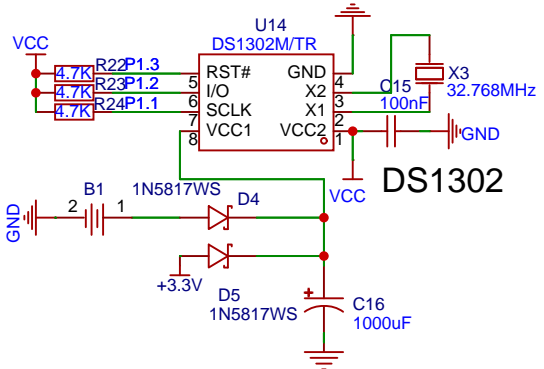 U14
DS1302M/TR
VCC
4.7K R22 P1.3
4.7K R23 P1.2
4.7K R24 P1.1
5 RST# GND 4
6 I/O X2 3
7 SCLK X1 2
8 VCC1 VCC2 1
C15
100nF
X3
32.768MHz
GND
VCC
DS1302
B1
GND 2 1
1N5817WS
D4
+3.3V
D5
1N5817WS
C16
1000uF
+